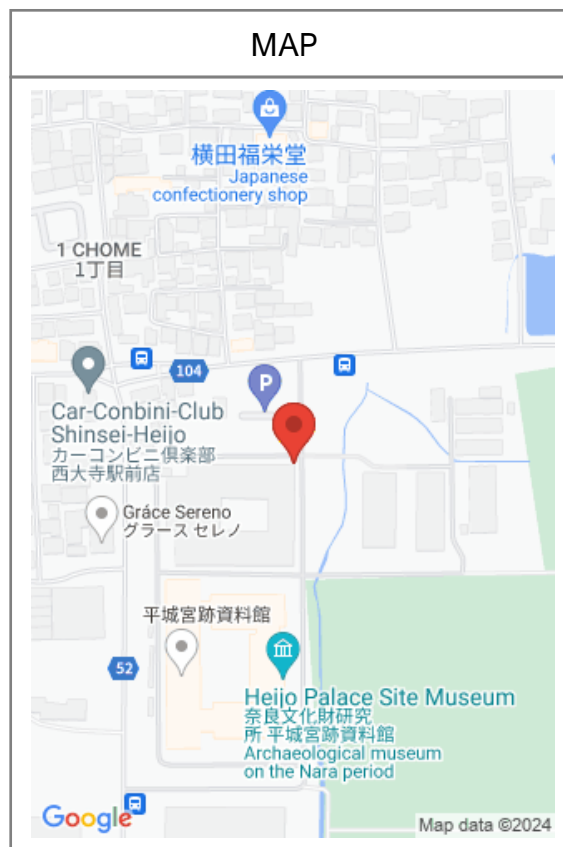 MAP
横田福栄堂
Japanese
confectionery shop
1 CHOME
1丁目
104
P
Car-Conbini-Club
Shinsei-Heijo
カーコンビニ倶楽部
西大寺駅前店
Gráce Sereno
グラース セレノ
平城宮跡資料館
52
Heijo Palace Site Museum
奈良文化財研究
所 平城宮跡資料館
Archaeological museum
on the Nara period
Google
Map data ©2024